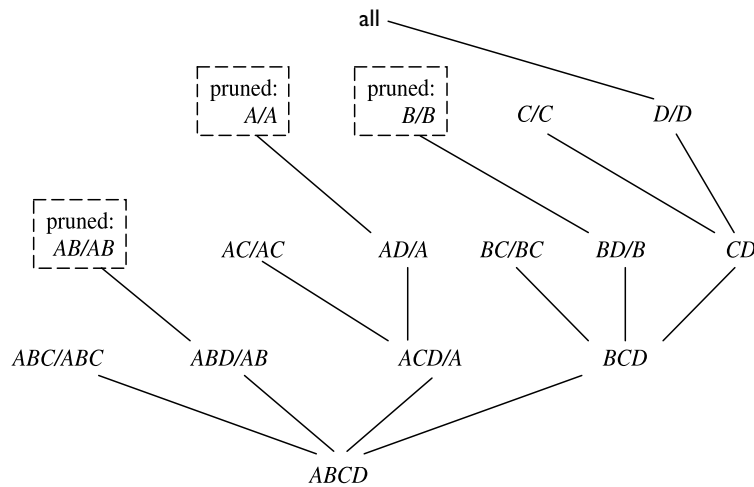 all
pruned:
A/A
pruned:
B/B
C/C
D/D
pruned:
AB/AB
AC/AC
AD/A
BC/BC
BD/B
CD
ABC/ABC
ABD/AB
ACD/A
BCD
ABCD